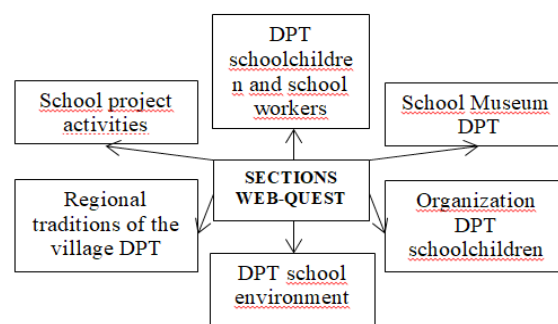 DPT
schoolchildre
n and school
workers
School project
activities
School Museum
DPT
SECTIONS
WEB-QUEST
Regional
traditions of the
village DPT
Organization
DPT
schoolchildren
DPT school
environment